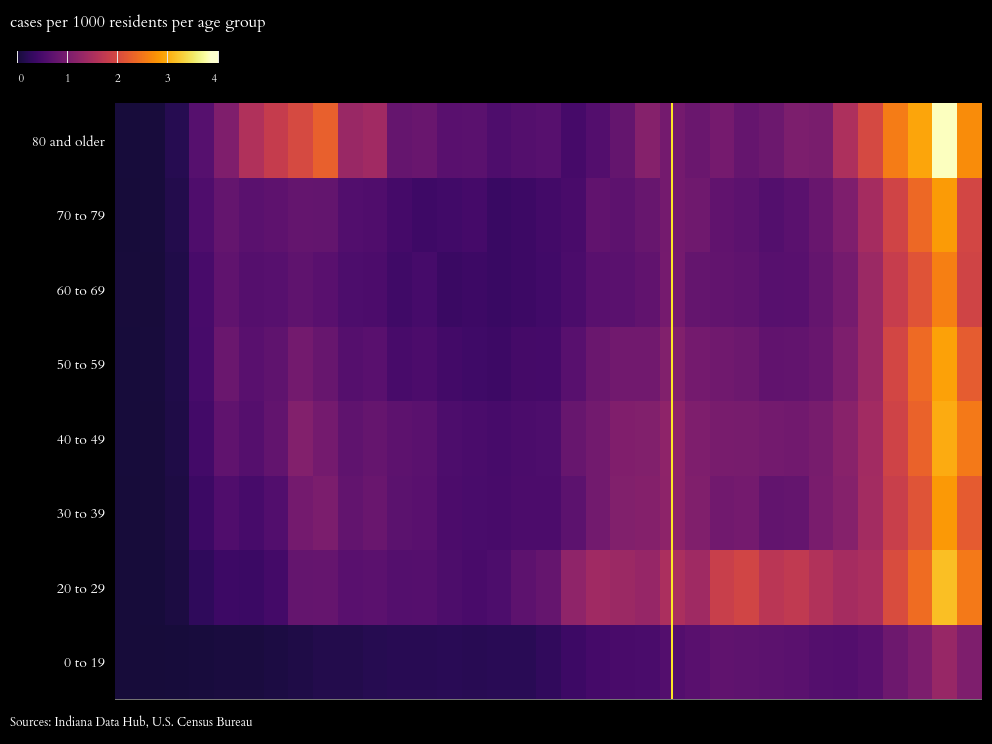 cases per 1000 residents per age group
0 1 2 3 4
80 and older
70 to 79
60 to 69
50 to 59
40 to 49
30 to 39
20 to 29
0 to 19
Sources: Indiana Data Hub, U.S. Census Bureau